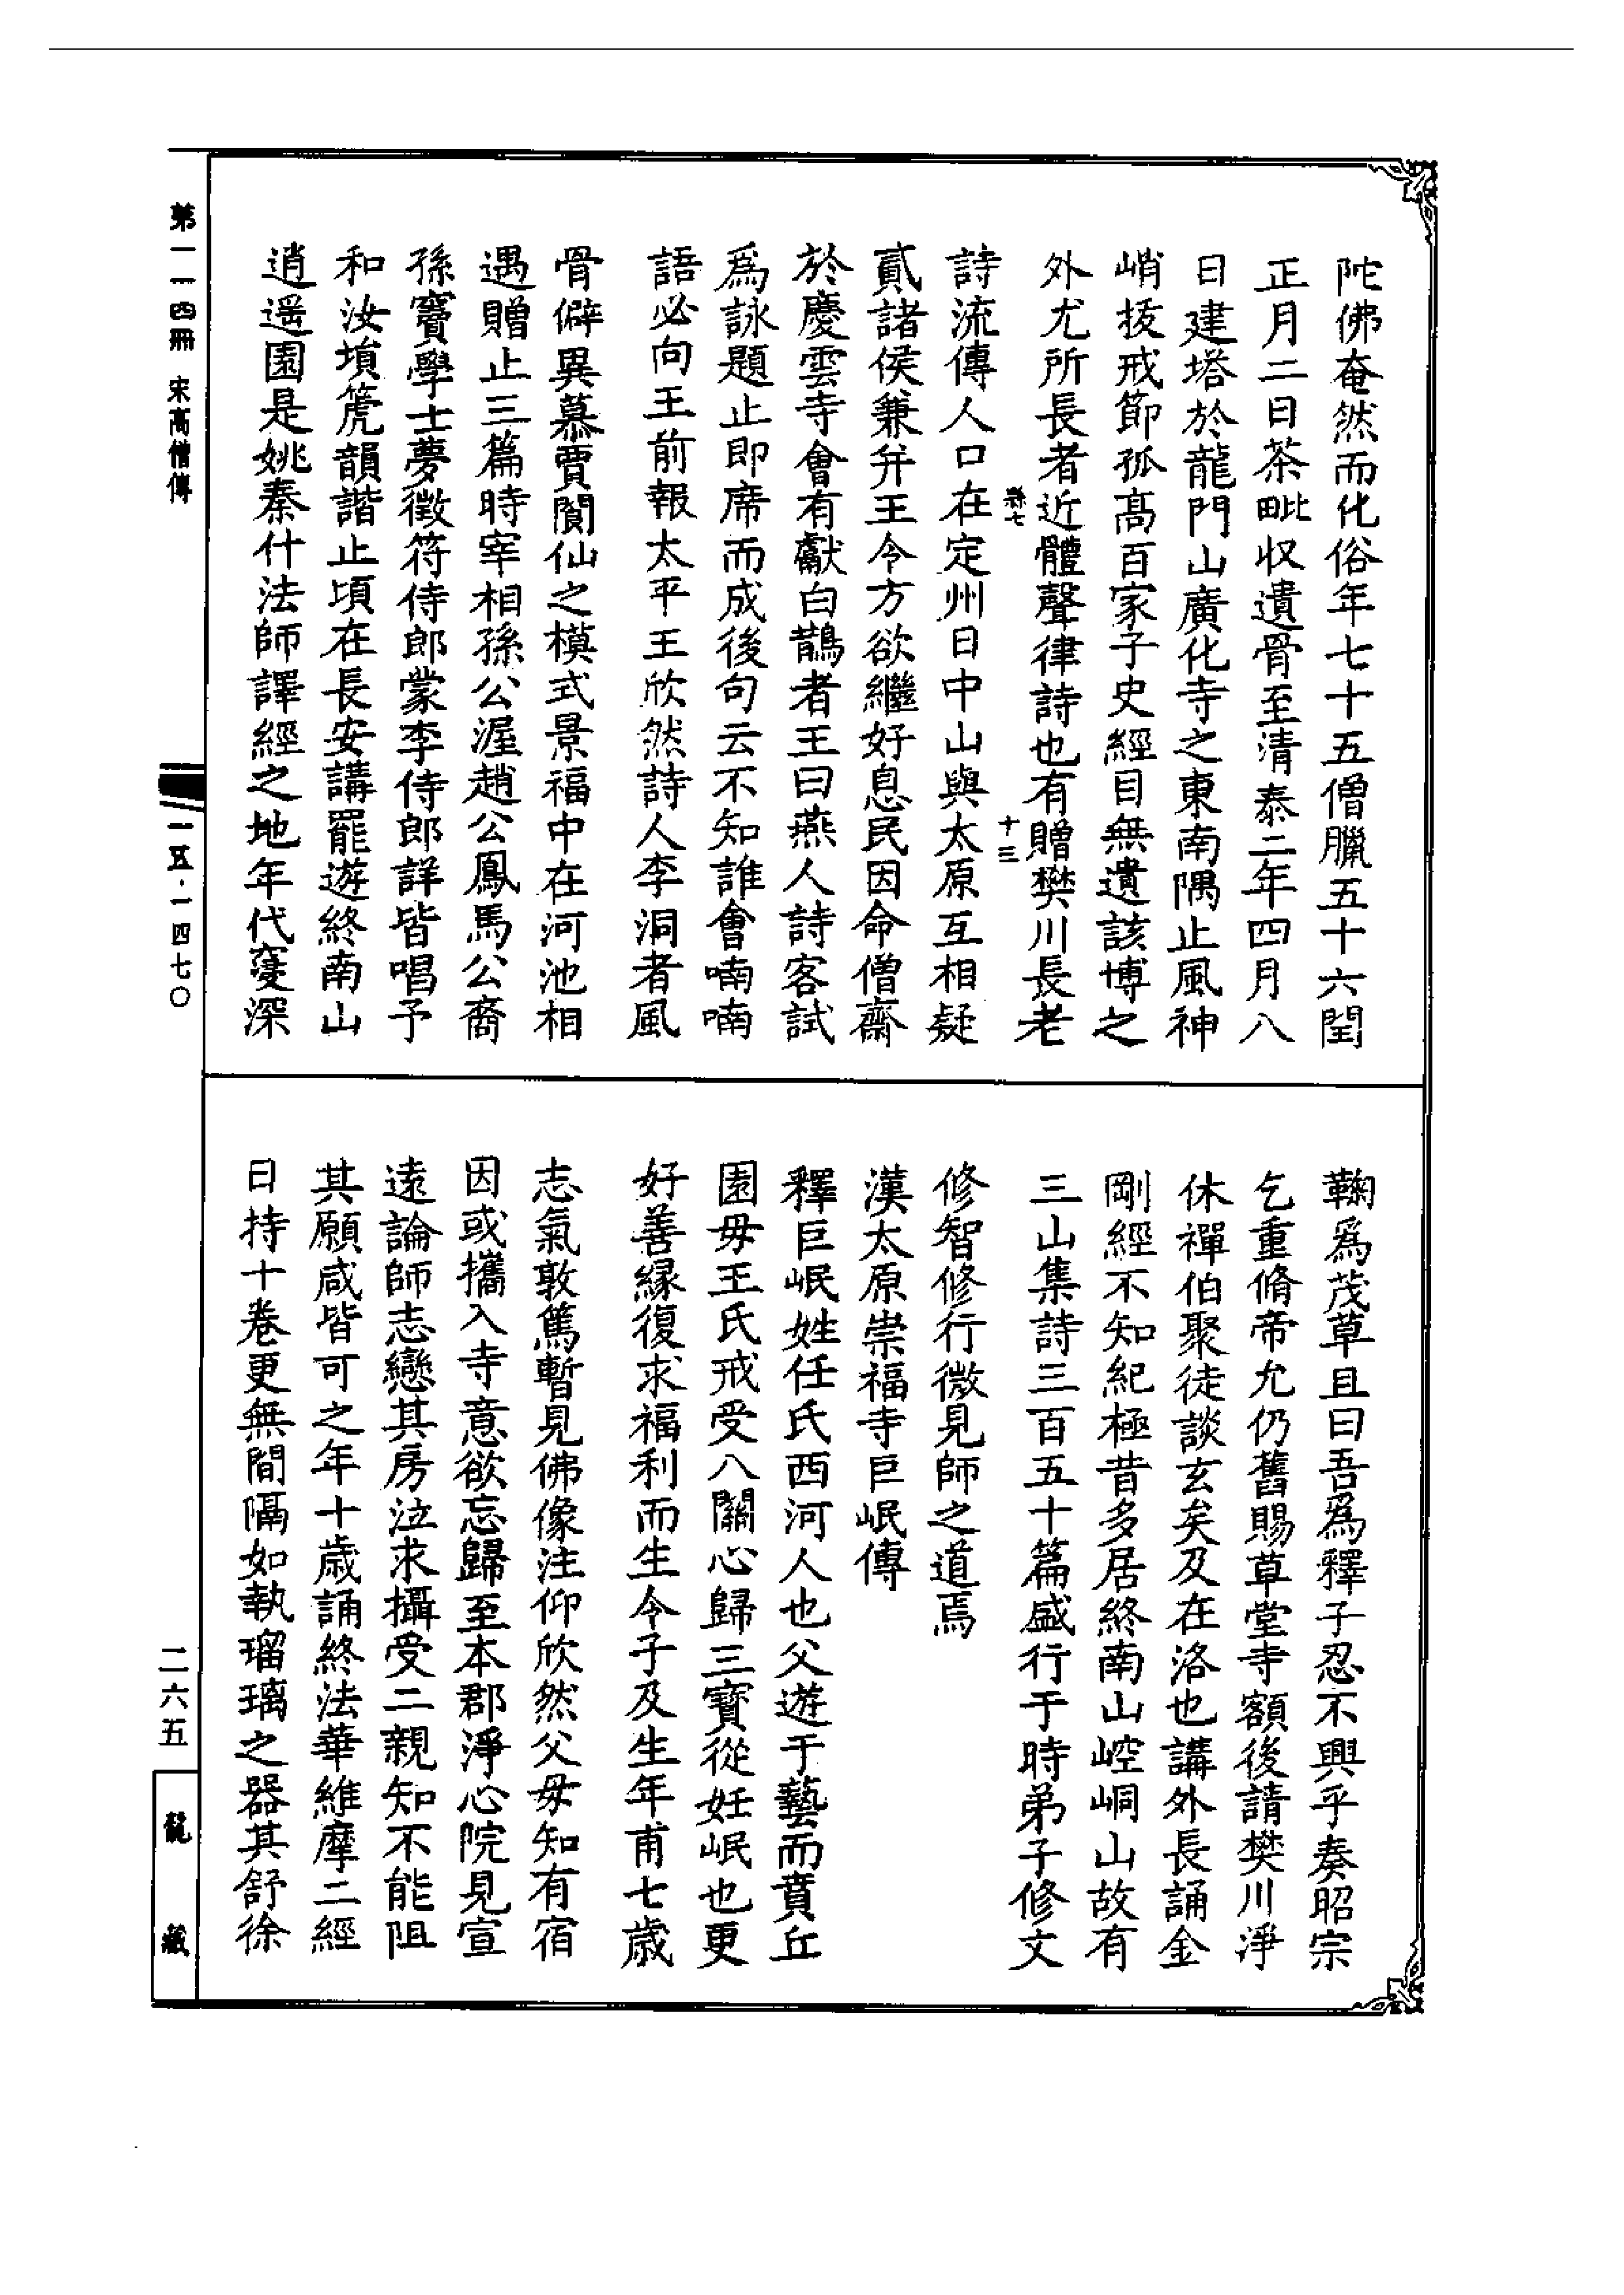 陀佛奄然而化俗年七十五僧臘五十六閏
正月二日茶毗収遺骨至清泰二年四月八
日建塔於龍門山廣化寺之東南隅止風神
峭拔戒節孤高百家子史經目無遺該博之
外尤所長者近體聲律詩也有贈樊川長老
縣七
十三
詩流傳人口在定州日中山與太原互相疑
貳諸侯兼并王令方欲繼好息民因命僧齋
於慶雲寺會有獻白鵲者王曰燕人詩客試
爲詠題止即席而成後句云不知誰會喃喃
語必向王前報太平王欣然詩人李洞者風
骨僻異慕賈閬仙之模式景福中在河池相
遇贈止三篇時宰相孫公渥趙公鳳馬公裔
孫竇學士夢徵符侍郎蒙李侍郎詳皆唱予
和汝塤箎韻諧止頃在長安講罷遊終南山
逍遥園是姚秦什法師譯經之地年代寖深
鞠爲茂草且曰吾爲釋子忍不興乎奏昭宗
乞重脩帝允仍舊賜草堂寺額後請樊川淨
休禪伯聚徒談玄矣及在洛也講外長誦金
剛經不知紀極昔多居終南山崆峒山故有
三山集詩三百五十篇盛行于時弟子修文
修智修行微見師之道焉
漢太原崇福寺巨岷傳
釋巨岷姓任氏西河人也父遊于藝而賁丘
園毋王氏戒受八關心歸三寳從妊岷也更
好善緣復求福利而生令子及生年甫七歲
志氣敦篤暫見佛像注仰欣然父毋知有宿
因或攜入寺意欲忘歸至本郡淨心院見宣
遠論師志戀其房泣求攝受二親知不能阻
其願咸皆可之年十歲誦終法華維摩二經
日持十卷更無間隔如執瑠璃之器其舒徐
第一一四冊 宋高僧傳
一五·一四七〇
二六五
龍藏